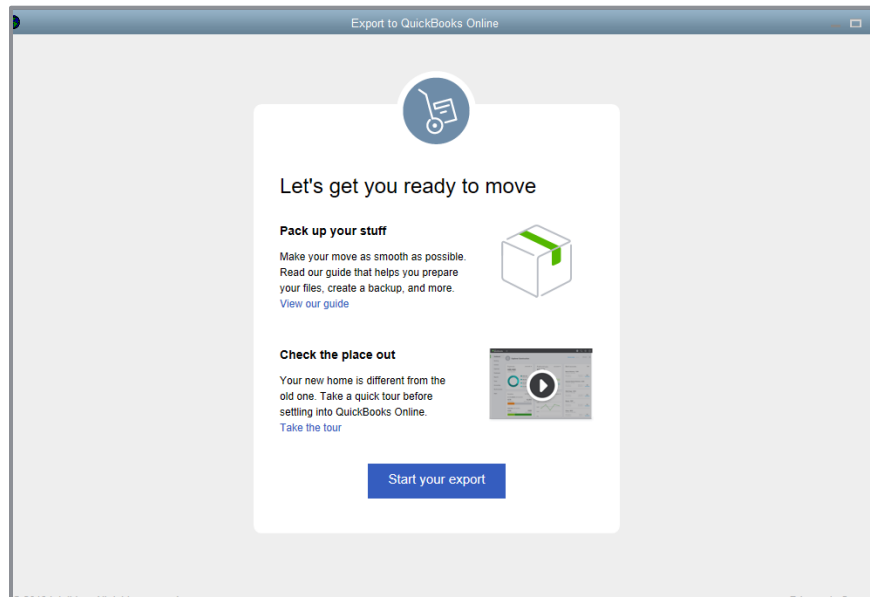 Export to QuickBooks Online
Let's get you ready to move
Pack up your stuff
Make your move as smooth as possible.
Read our guide that helps you prepare
your files, create a backup, and more.
View our guide
Check the place out
Your new home is different from the
old one. Take a quick tour before
settling into QuickBooks Online.
Take the tour
Start your export